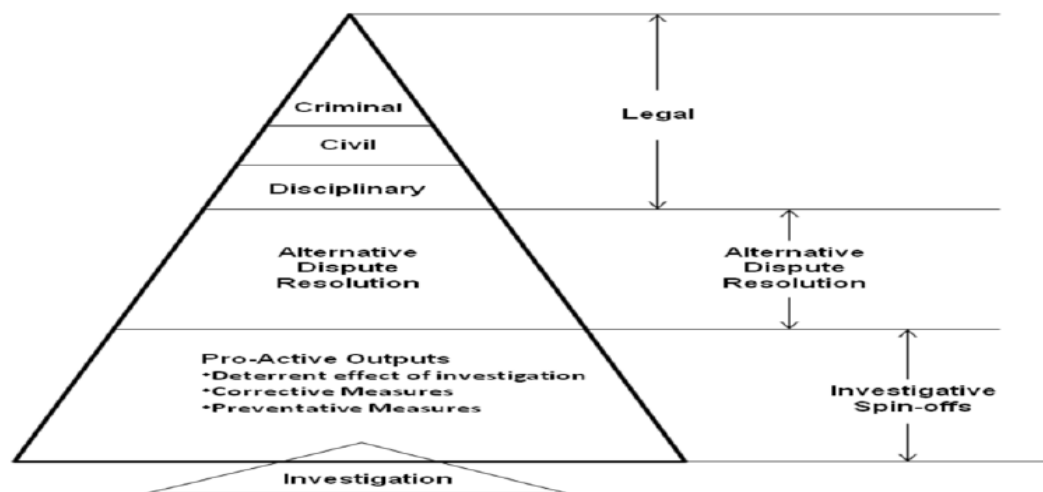 Criminal
Civil
Disciplinary
Legal
Alternative
Dispute
Resolution
Alternative
Dispute
Resolution
Pro-Active Outputs
•Deterrent effect of investigation
•Corrective Measures
•Preventative Measures
Investigative
Spin-offs
Investigation